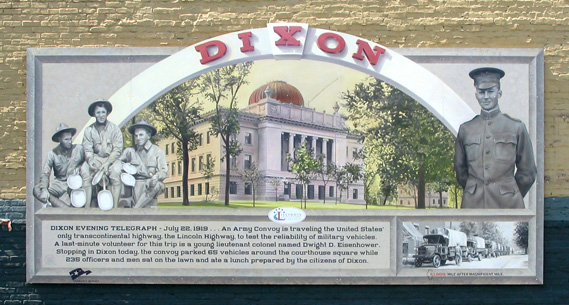 DIXON
DIXON EVENING TELEGRAPH - July 22, 1919 . . . An Army Convoy is traveling the United States'
only transcontinental highway, the Lincoln Highway, to test the reliability of military vehicles.
A last-minute volunteer for this trip is a young lieutenant colonel named Dwight D. Eisenhower.
Stopping in Dixon today, the convoy parked 65 vehicles around the courthouse square while
238 officers and men sat on the lawn and ate a lunch prepared by the citizens of Dixon.